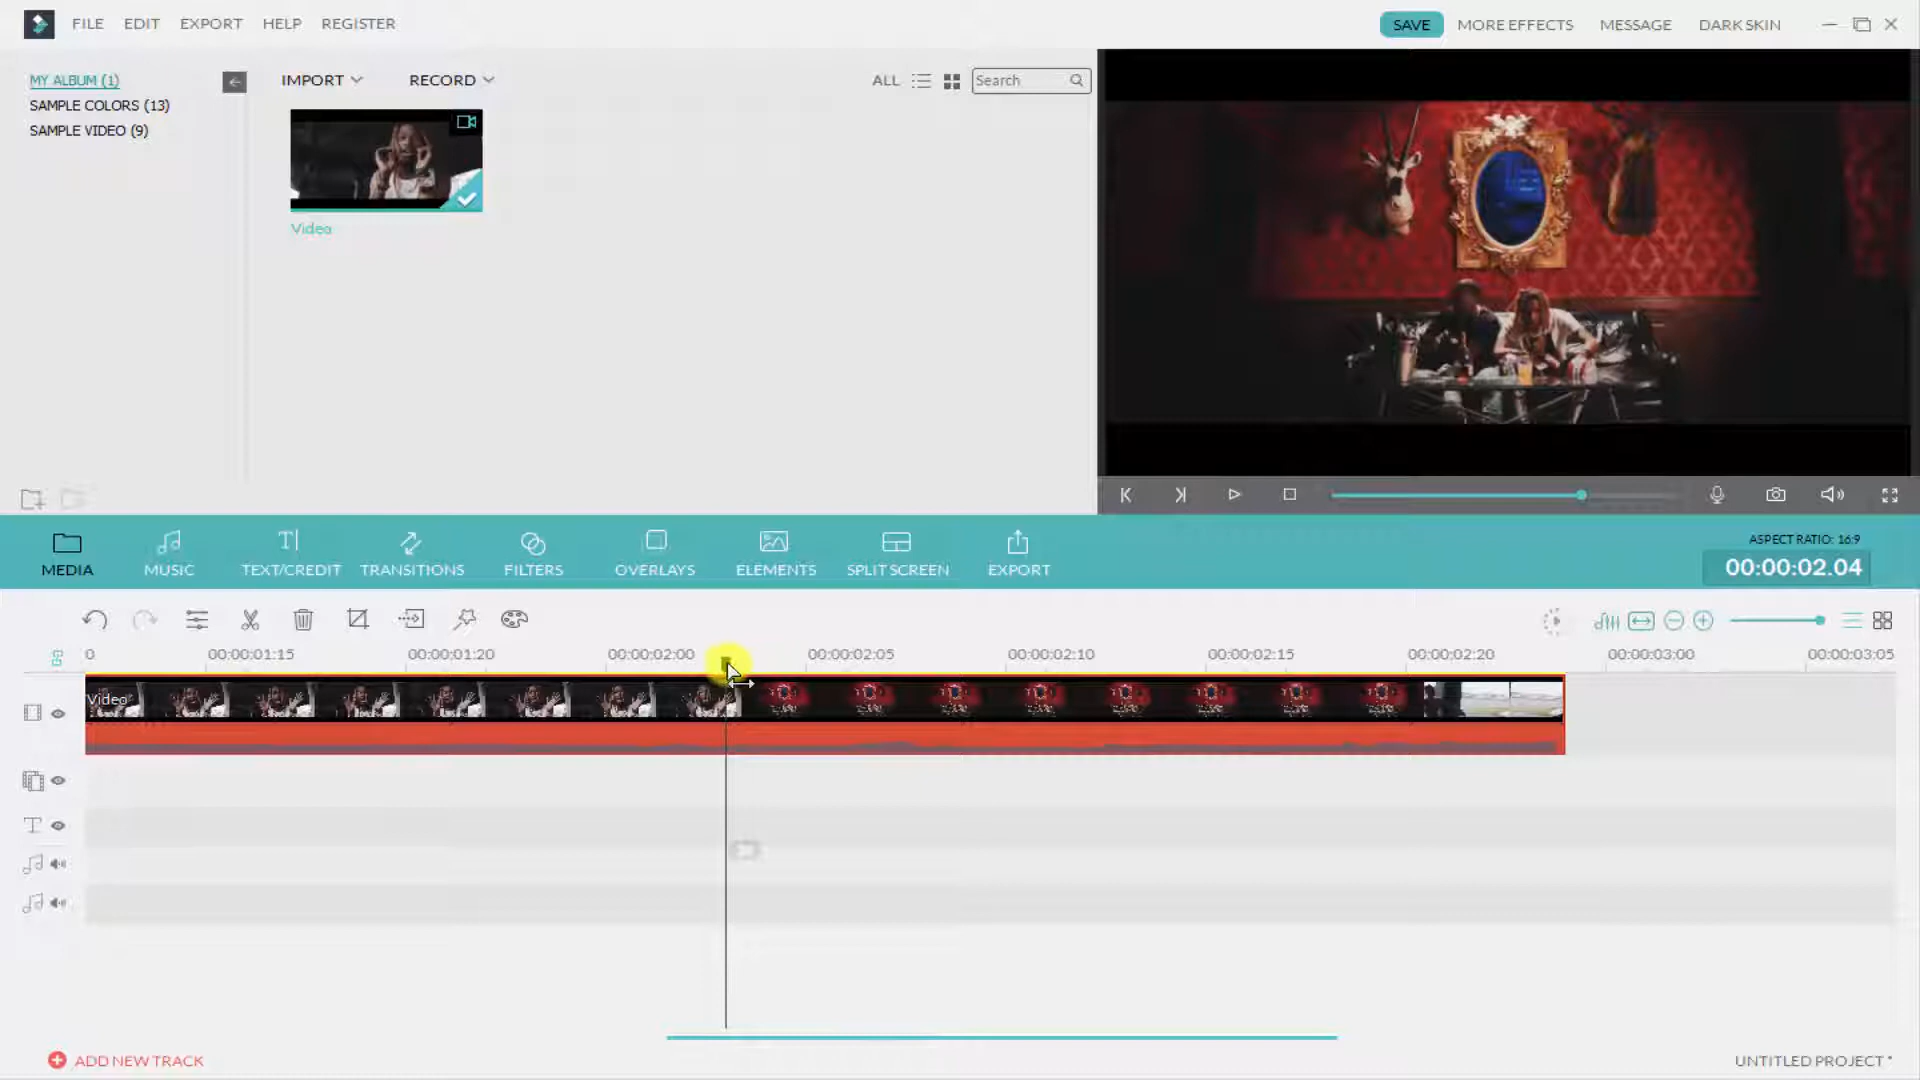 FILE EDIT EXPORT HELP REGISTER SAVE MORE EFFECTS MESSAGE DARK SKIN
MY ALBUM (1)
SAMPLE COLORS (13)
SAMPLE VIDEO (9)
IMPORT RECORD ALL Search
Video
MEDIA MUSIC TEXT/CREDIT TRANSITIONS FILTERS OVERLAYS ELEMENTS SPLIT SCREEN EXPORT
ASPECT RATIO: 16:9
00:00:02.04
0 00:00:01:15 00:00:01:20 00:00:02:00 00:00:02:05 00:00:02:10 00:00:02:15 00:00:02:20 00:00:03:00 00:00:03:05
Video
ADD NEW TRACK
UNTITLED PROJECT *